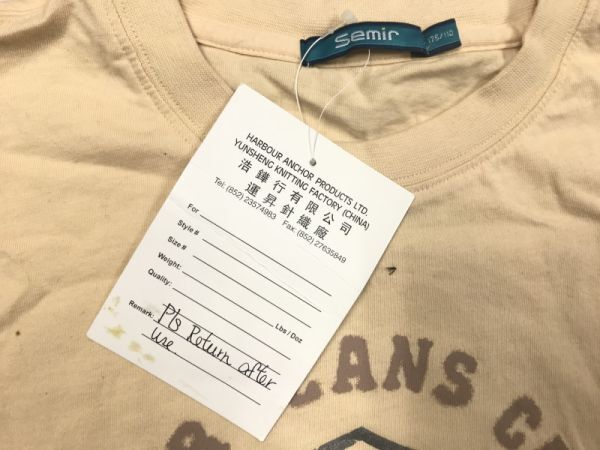 semir
175/110
HARBOUR ANCHOR PRODUCTS LTD.
YUNSHENG KNITTING FACTORY (CHINA)
浩鏵行有限公司
運昇針織廠
Tel: (852) 23574983 Fax: (852) 27635849
For
Style #
Size #
Weight: Lbs / Doz
Quality:
Remark: Pls Return after
use.
LANS